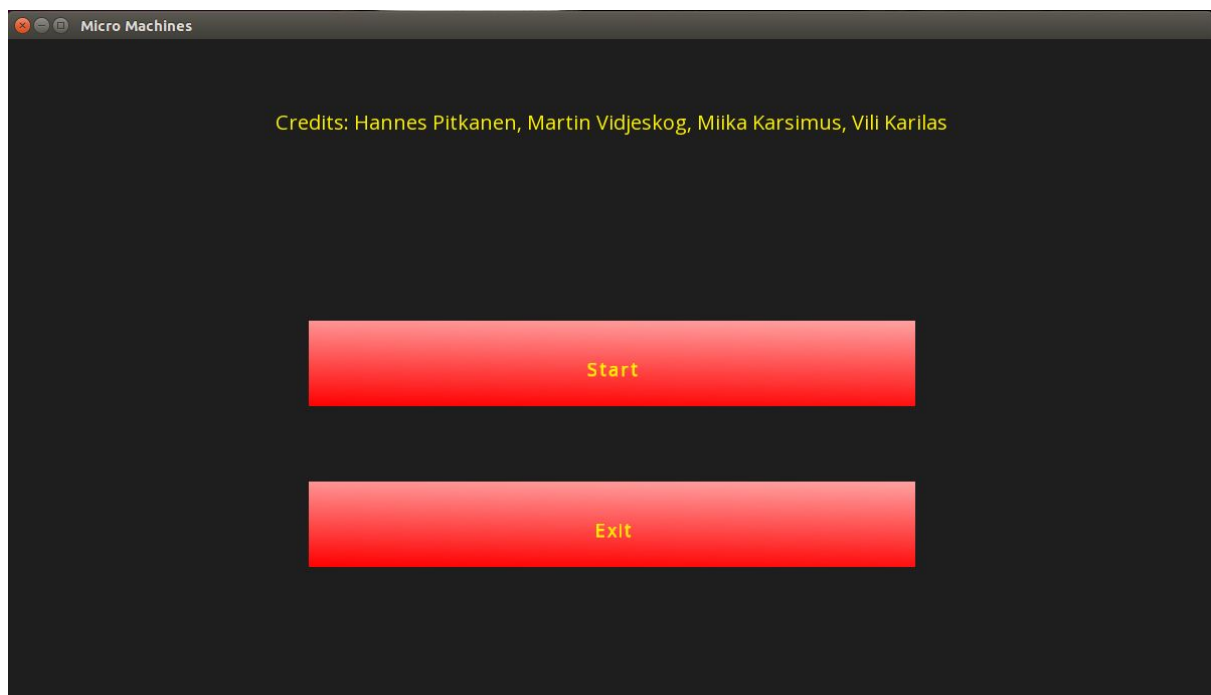 Micro Machines
Credits: Hannes Pitkanen, Martin Vidjeskog, Miika Karsimus, Vili Karilas
Start
Exit